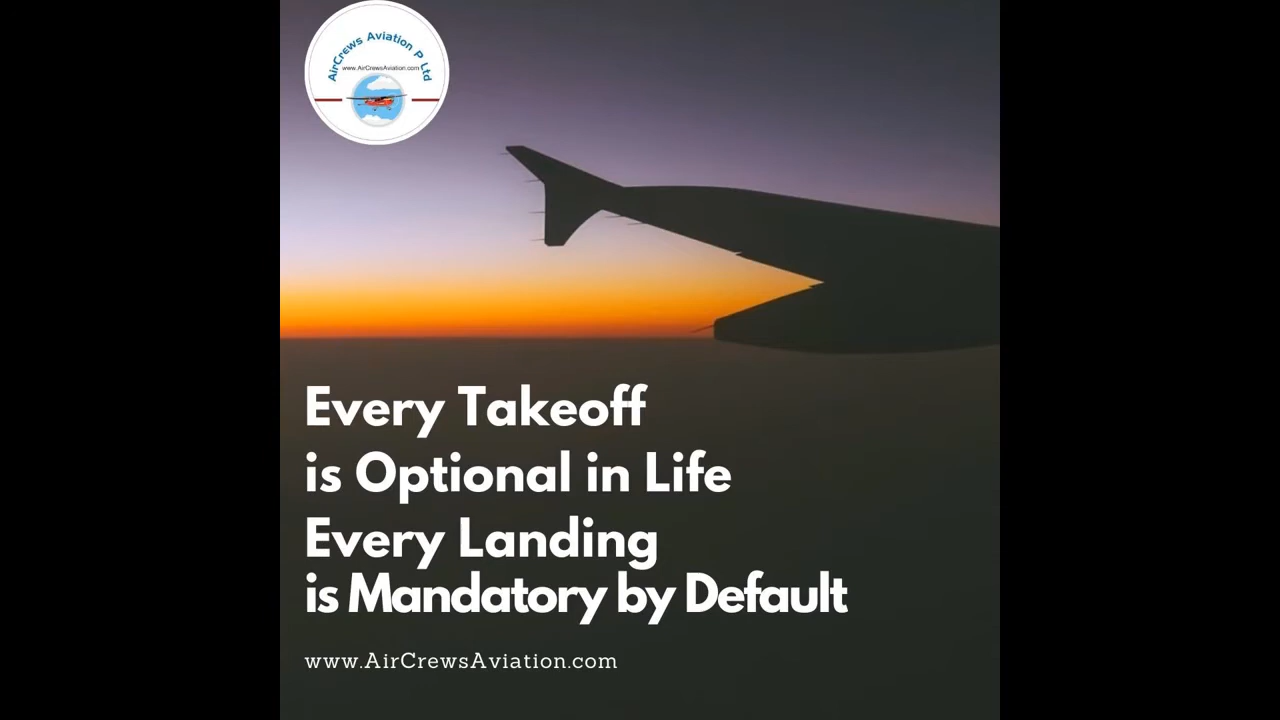 AirCrews Aviation P Ltd
www.AirCrewsAviation.com
Every Takeoff
is Optional in Life
Every Landing
is Mandatory by Default
www.AirCrewsAviation.com